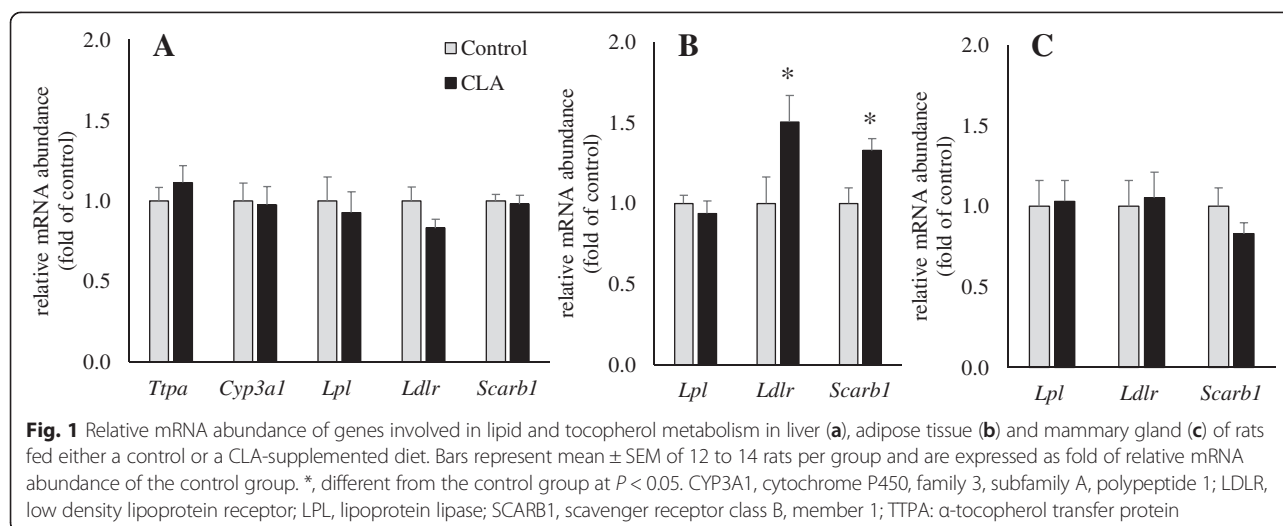 A
2.0
1.5
1.0
0.5
0.0
relative mRNA abundance
(fold of control)
Control
CLA
Ttpa Cyp3a1 Lpl Ldlr Scarb1
B
2.0
1.5
1.0
0.5
0.0
relative mRNA abundance
(fold of control)
* *
Lpl Ldlr Scarb1
C
2.0
1.5
1.0
0.5
0.0
relative mRNA abundance
(fold of control)
Lpl Ldlr Scarb1
Fig. 1 Relative mRNA abundance of genes involved in lipid and tocopherol metabolism in liver (a), adipose tissue (b) and mammary gland (c) of rats
fed either a control or a CLA-supplemented diet. Bars represent mean ± SEM of 12 to 14 rats per group and are expressed as fold of relative mRNA
abundance of the control group. *, different from the control group at P < 0.05. CYP3A1, cytochrome P450, family 3, subfamily A, polypeptide 1; LDLR,
low density lipoprotein receptor; LPL, lipoprotein lipase; SCARB1, scavenger receptor class B, member 1; TTPA: α-tocopherol transfer protein